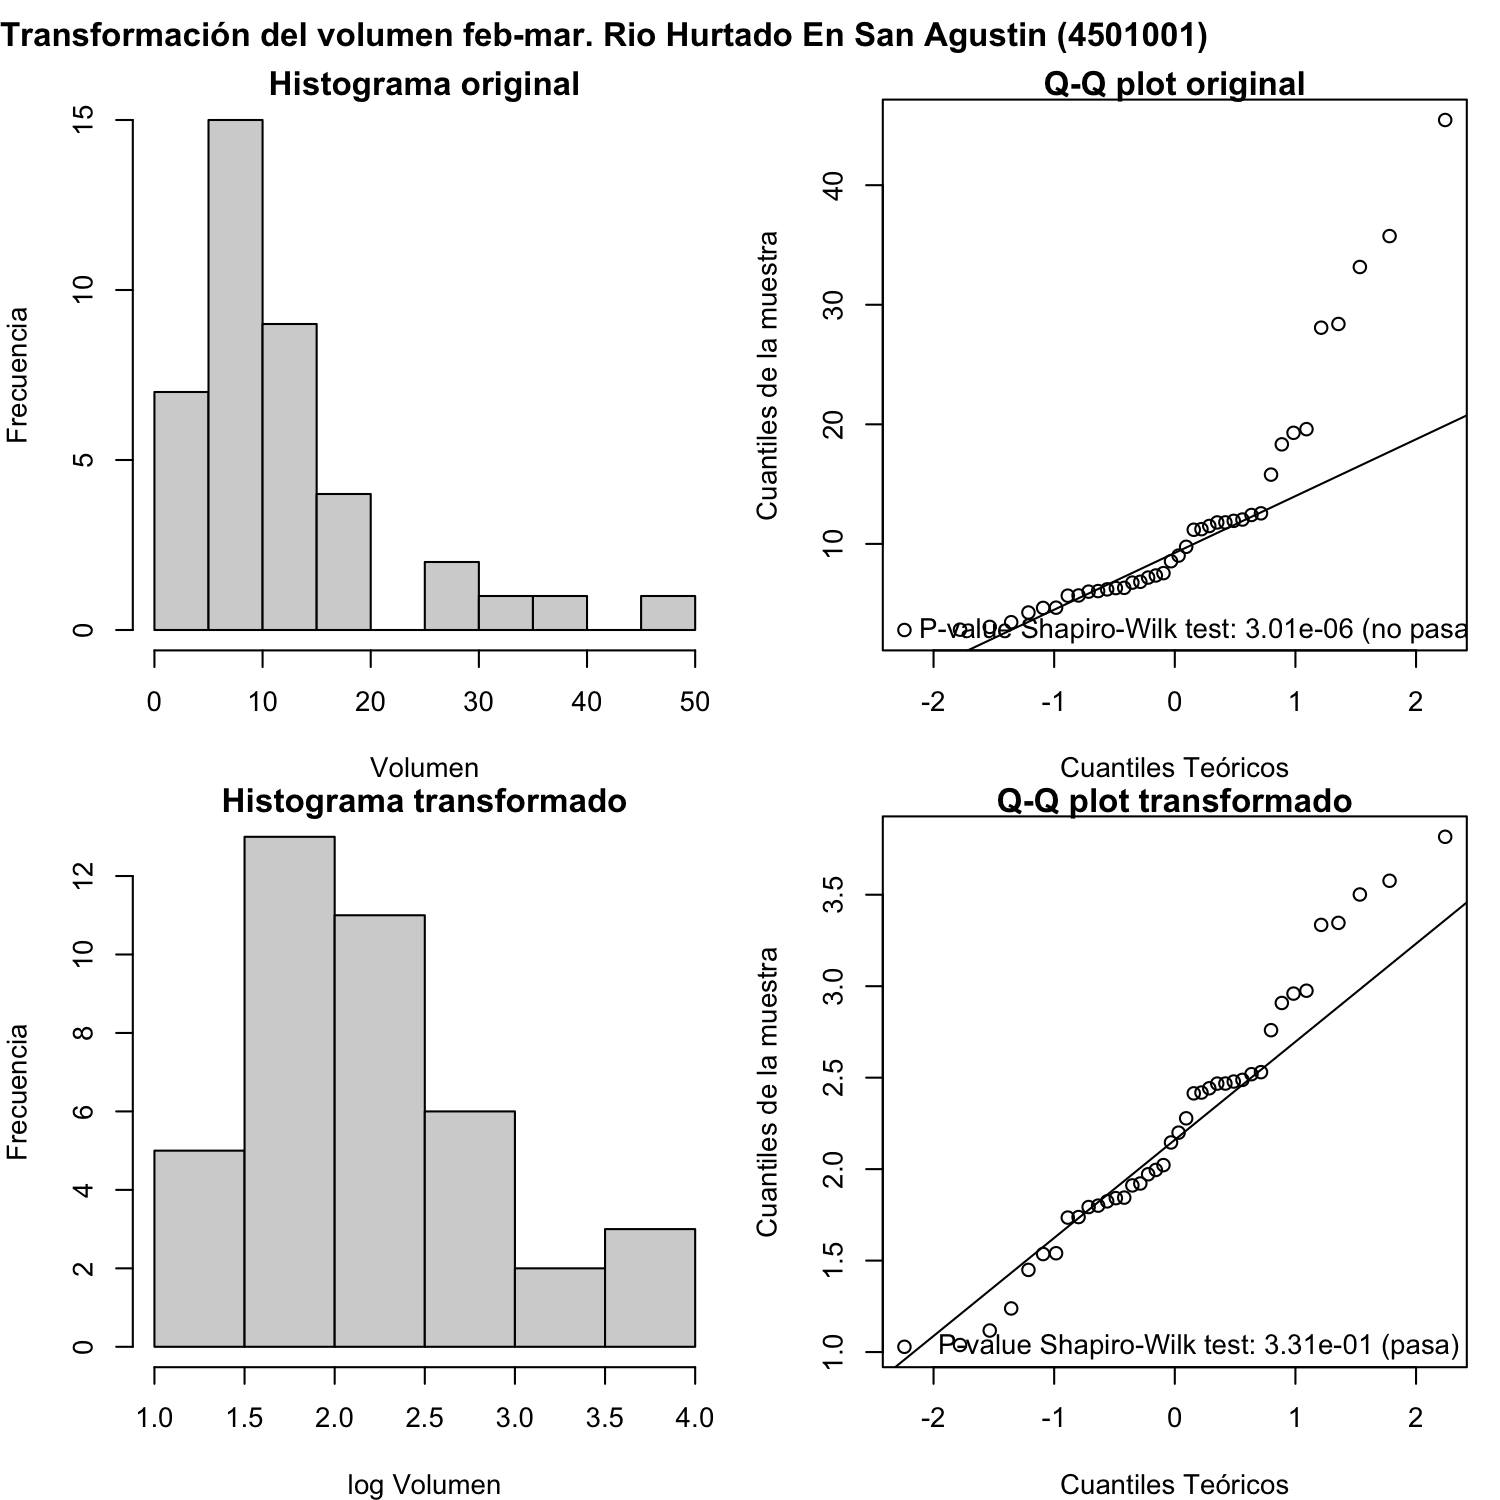 Transformación del volumen feb-mar. Rio Hurtado En San Agustin (4501001)
Histograma original
Frecuencia
15
10
5
0
0 10 20 30 40 50
Volumen
Q-Q plot original
Cuantiles de la muestra
40
30
20
10
P-value Shapiro-Wilk test: 3.01e-06 (no pasa
-2 -1 0 1 2
Cuantiles Teóricos
Histograma transformado
Frecuencia
12
10
8
6
4
2
0
1.0 1.5 2.0 2.5 3.0 3.5 4.0
log Volumen
Q-Q plot transformado
Cuantiles de la muestra
3.5
3.0
2.5
2.0
1.5
1.0
P-value Shapiro-Wilk test: 3.31e-01 (pasa)
-2 -1 0 1 2
Cuantiles Teóricos